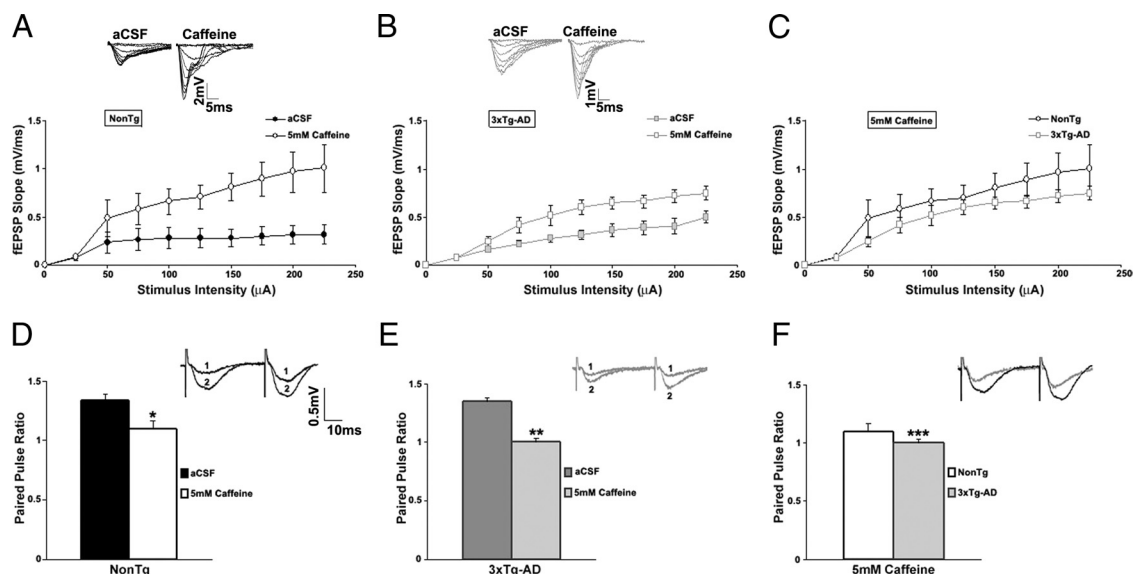 A
aCSF Caffeine
2mV
5ms
NonTg
aCSF
5mM Caffeine
fEPSP Slope (mV/ms)
1.5
1
0.5
0
0 50 100 150 200 250
Stimulus Intensity (µA)
B
aCSF Caffeine
1mV
5ms
3xTg-AD
aCSF
5mM Caffeine
fEPSP Slope (mV/ms)
1.5
1
0.5
0
0 50 100 150 200 250
Stimulus Intensity (µA)
C
5mM Caffeine
NonTg
3xTg-AD
fEPSP Slope (mV/ms)
1.5
1
0.5
0
0 50 100 150 200 250
Stimulus Intensity (µA)
D
1
2
0.5mV
10ms
Paired Pulse Ratio
1.5
1
0.5
0
*
aCSF
5mM Caffeine
NonTg
E
1 1
2 2
Paired Pulse Ratio
1.5
1
0.5
0
**
aCSF
5mM Caffeine
3xTg-AD
F
Paired Pulse Ratio
1.5
1
0.5
0
***
NonTg
3xTg-AD
5mM Caffeine